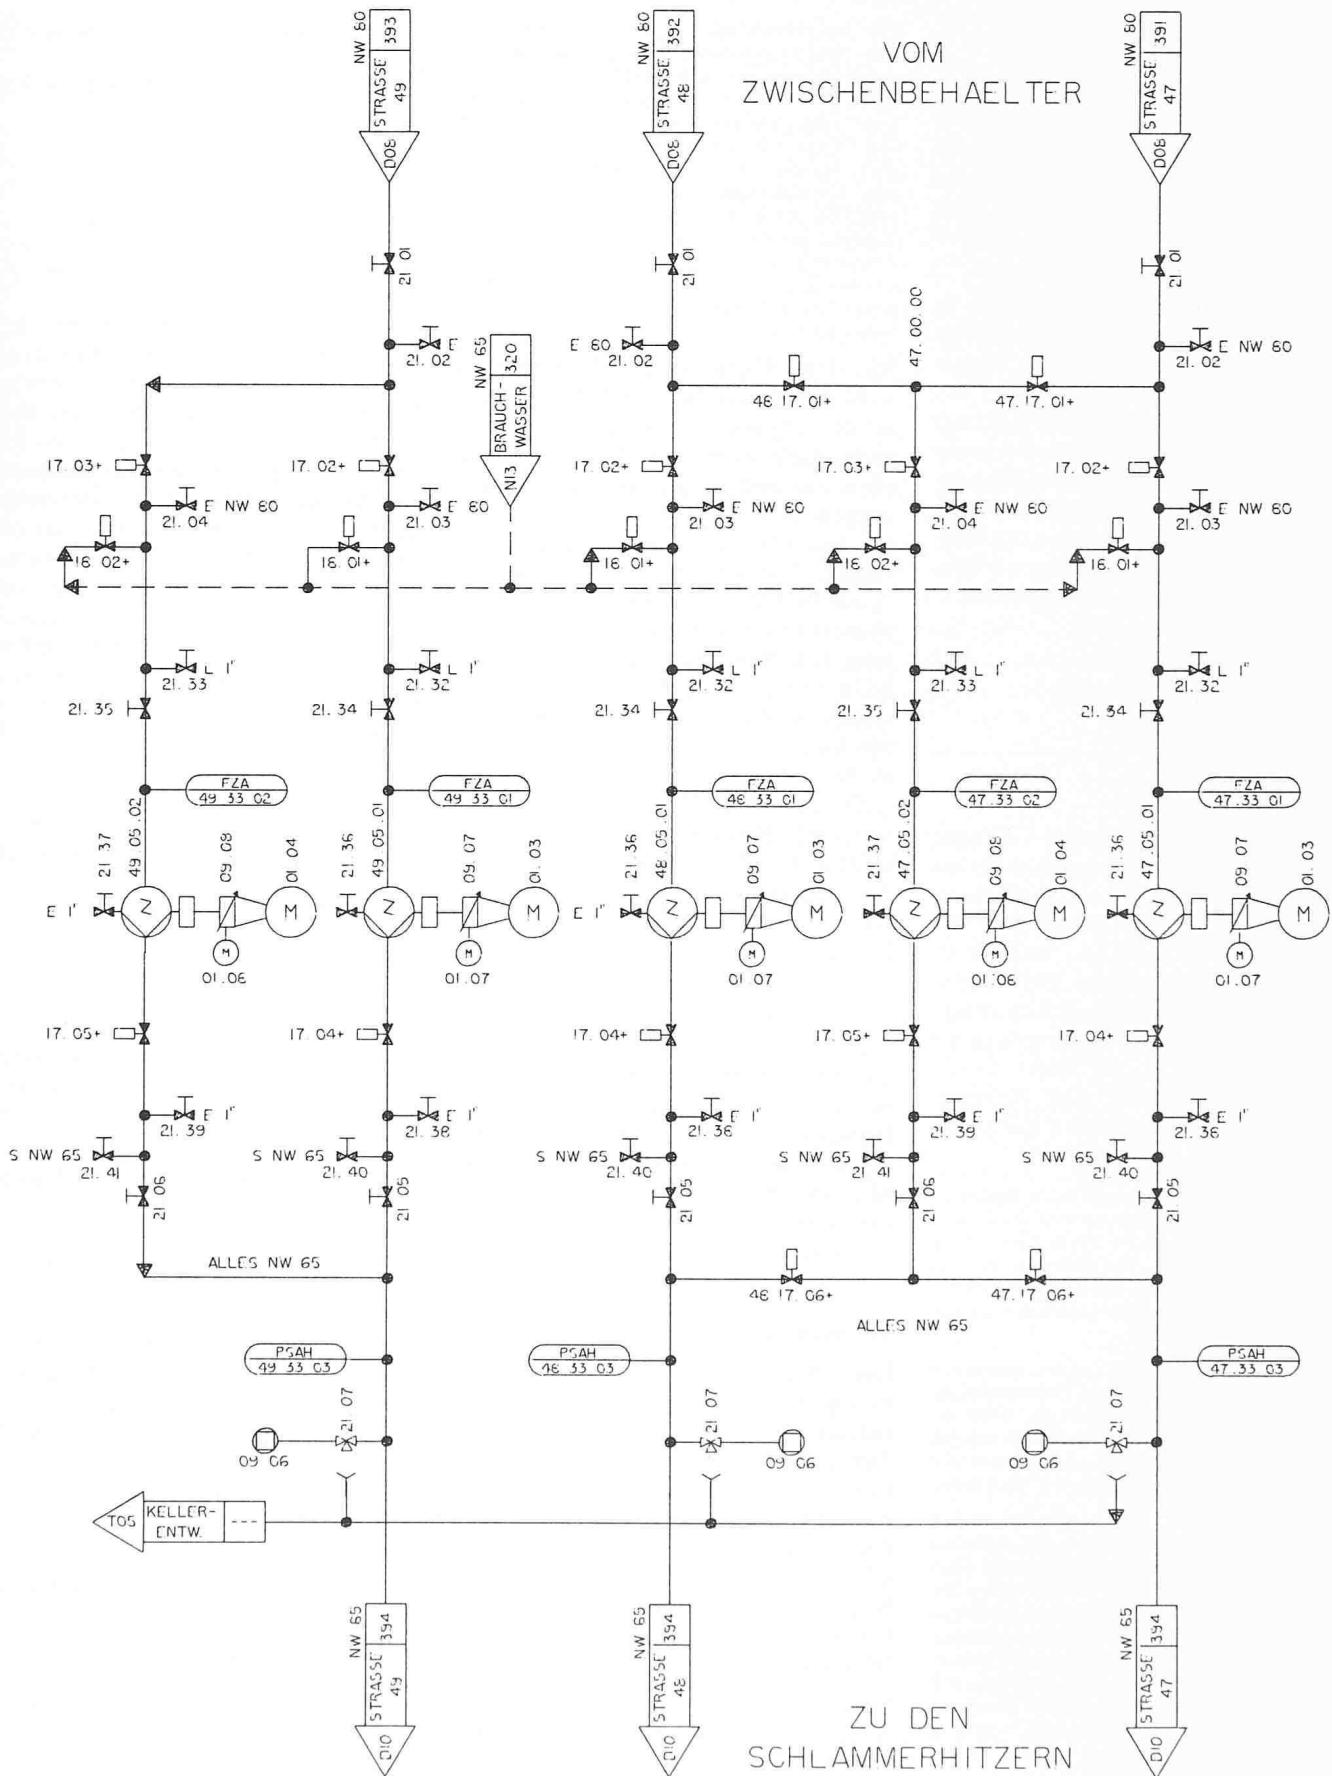 NW 80
393
STRASSE
49
D08
NW 80
392
STRASSE
48
D08
VOM
ZWISCHENBEHAELTER
NW 80
391
STRASSE
47
D08
21 01
21 01
21 01
E
21. 02
NW 65
320
BRAUCH-
WASSER
N13
E 80
21. 02
47. 00. 00
E NW 80
21. 02
48 17. 01+
47. 17. 01+
17. 03+
17. 02+
17. 02+
17. 03+
17. 02+
E NW 80
21. 04
E 80
21. 03
E NW 80
21. 03
E NW 80
21. 04
E NW 80
21. 03
18 02+
18. 01+
18. 01+
18. 02+
18. 01+
L 1"
21. 33
L 1"
21. 32
L 1"
21. 32
L 1"
21. 33
L 1"
21. 32
21. 35
21. 34
21. 34
21. 35
21. 34
FZA
49 33 02
FZA
49 33 01
FZA
48 33 01
FZA
47. 33 02
FZA
47. 33 01
21 37
49 05 .02
09 .08
01 04
21. 36
49 .05 .01
09. 07
01. 03
21.36
48.05.01
09 07
01 03
21.37
47.05.02
09 08
01 04
21.36
47.05.01
09 07
01. 03
E 1"
Z
M
M
01. 08
Z
M
M
01. 07
E 1"
Z
M
M
01.07
Z
M
M
01.08
Z
M
M
01.07
17. 05+
17. 04+
17. 04+
17. 05+
17. 04+
E 1"
21. 39
E 1"
21. 38
E 1"
21. 38
E 1"
21. 39
E 1"
21. 38
S NW 65
21. 41
S NW 65
21. 40
S NW 65
21. 40
S NW 65
21. 41
S NW 65
21. 40
21 06
21. 05
21. 05
21 06
21. 05
ALLES NW 65
48 17. 06+
47. 17 06+
ALLES NW 65
PSAH
49 33 03
PSAH
48 33 03
PSAH
47. 33 03
21 07
21 07
21 07
09 06
09 06
09 06
T05
KELLER-
ENTW.
---
NW 65
394
STRASSE
49
D10
NW 65
394
STRASSE
48
D10
NW 65
394
STRASSE
47
D10
ZU DEN
SCHLAMMERHITZERN